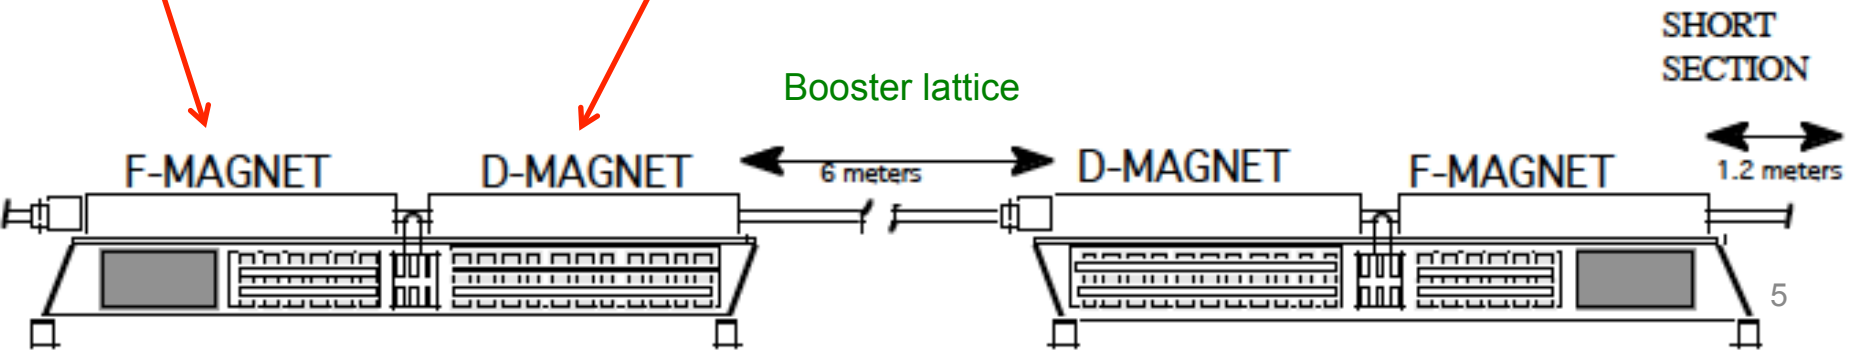 SHORT
SECTION
Booster lattice
F-MAGNET
D-MAGNET
6 meters
D-MAGNET
F-MAGNET
1.2 meters
5